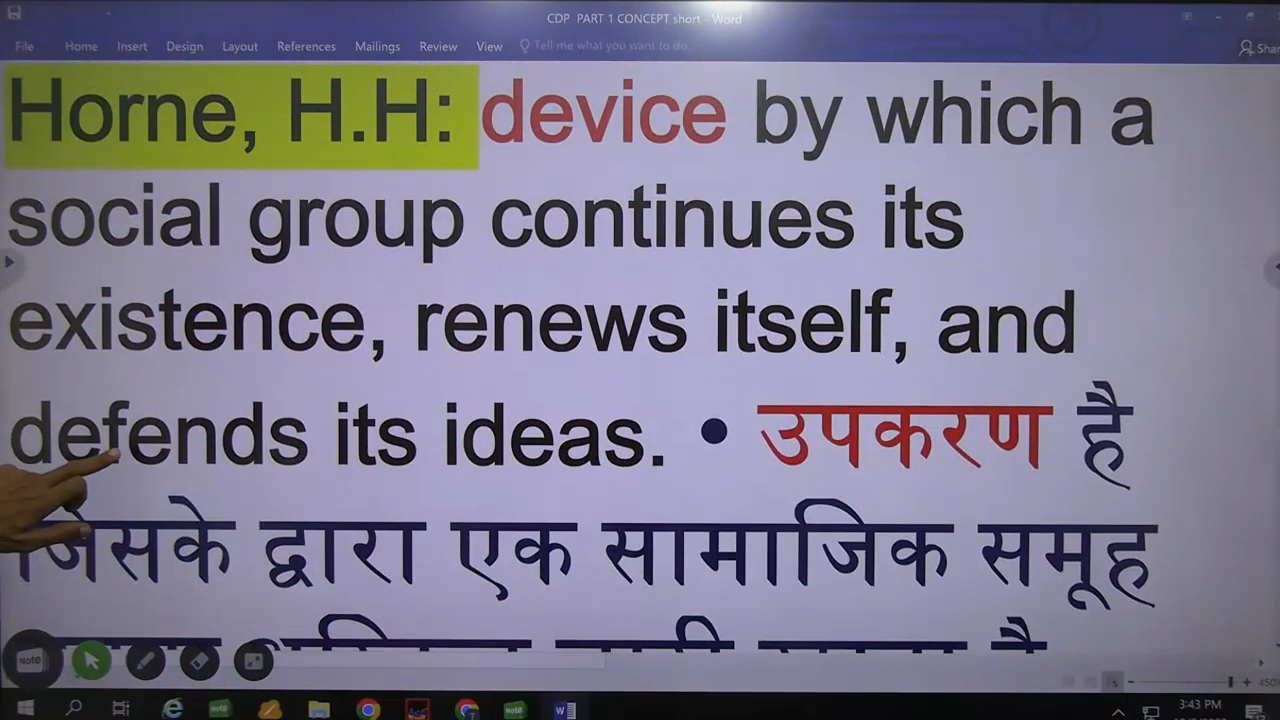 CDP PART 1 CONCEPT short - Word
File Home Insert Design Layout References Mailings Review View Tell me what you want to do Shar
Horne, H.H: device by which a
social group continues its
existence, renews itself, and
defends its ideas. • उपकरण है
जिसके द्वारा एक सामाजिक समूह
Note
3:43 PM